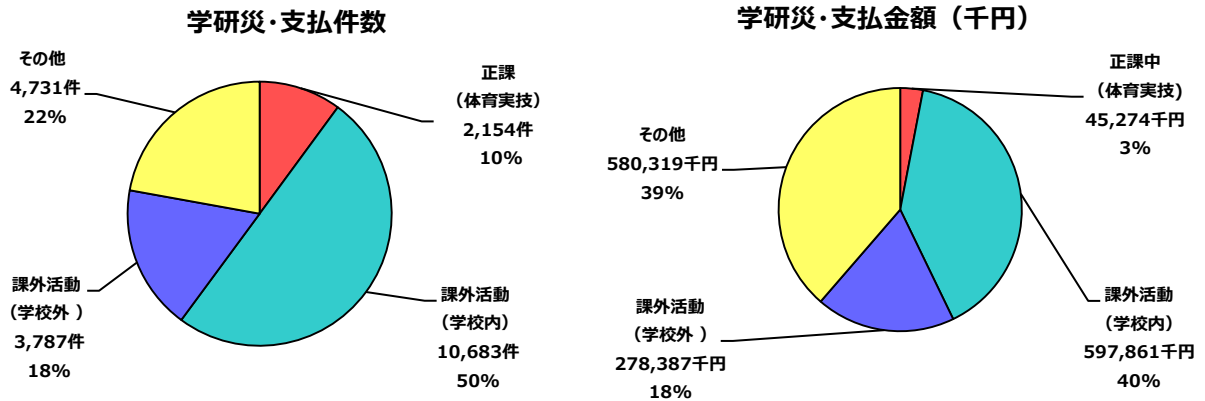 学研災・支払件数
その他
4,731件
22%
正課
（体育実技）
2,154件
10%
課外活動
（学校外 ）
3,787件
18%
課外活動
（学校内）
10,683件
50%
学研災・支払金額（千円）
正課中
（体育実技)
45,274千円
3%
その他
580,319千円
39%
課外活動
（学校外 ）
278,387千円
18%
課外活動
（学校内）
597,861千円
40%